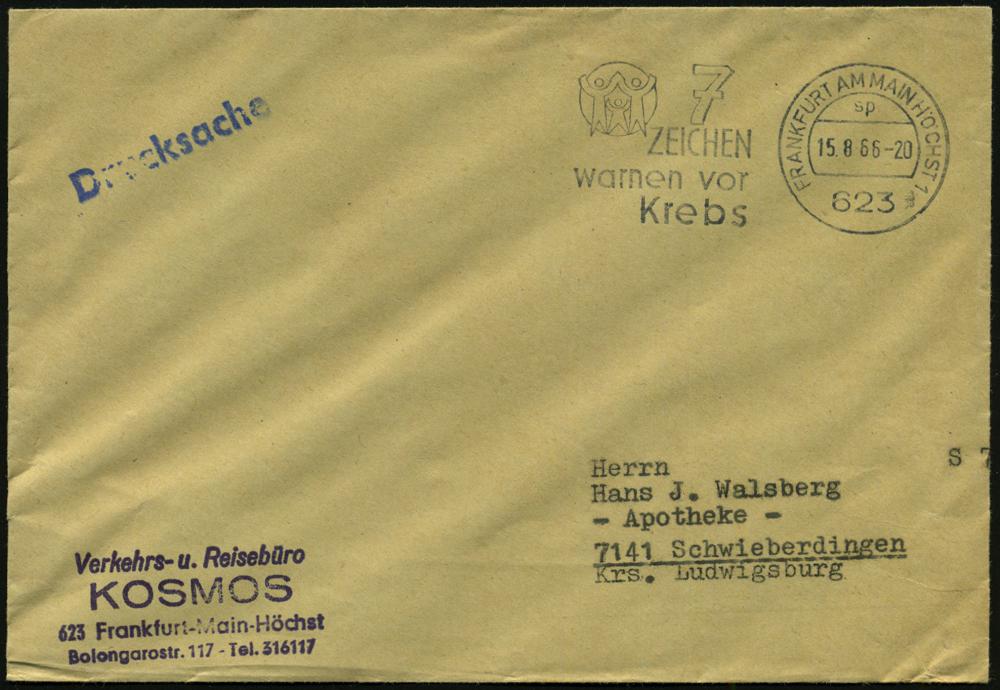 Drucksache
7
ZEICHEN
warnen vor
Krebs
FRANKFURT AM MAIN HÖCHST 1
sp
15.8.66-20
623
Herrn
Hans J. Walsberg
- Apotheke -
7141 Schwieberdingen
Krs. Ludwigsburg
S 7
Verkehrs- u. Reisebüro
KOSMOS
623 Frankfurt-Main-Höchst
Bolongarostr. 117 - Tel. 316117